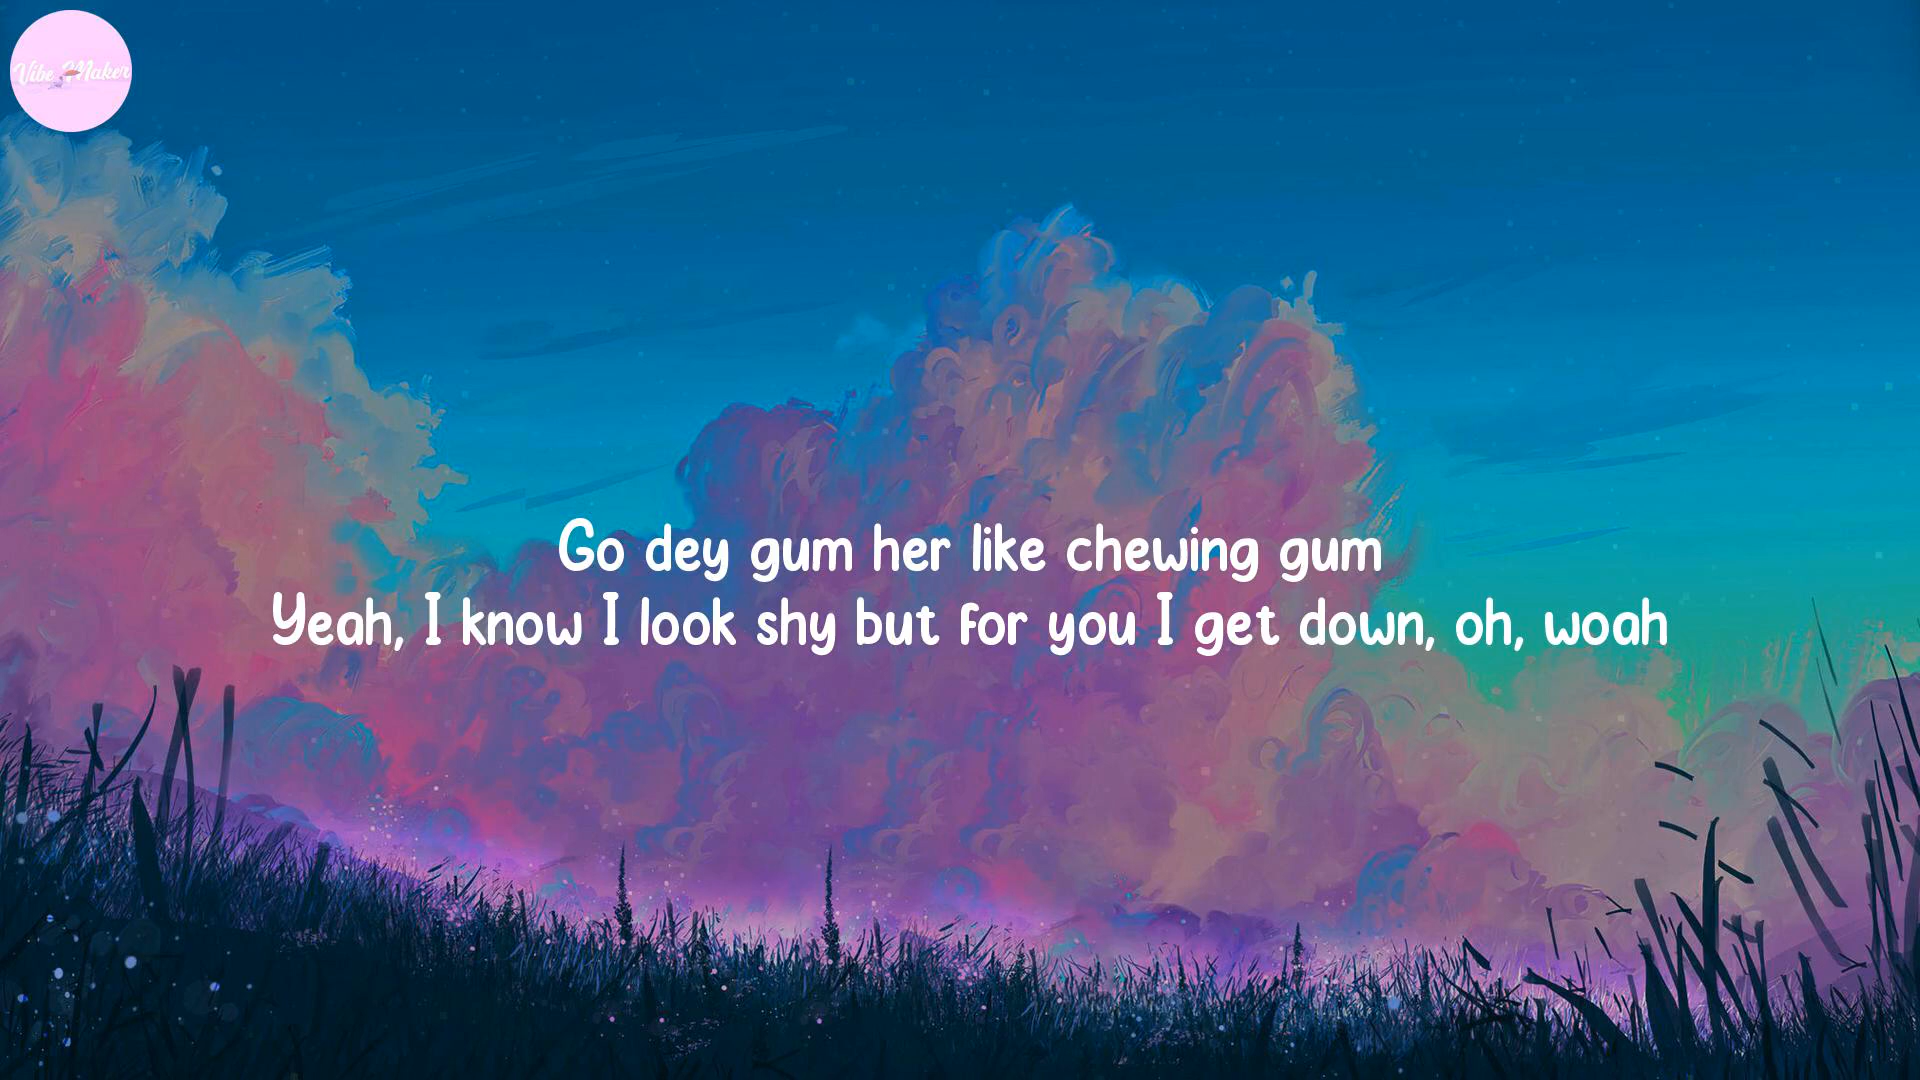 Vibe Maker
Go dey gum her like chewing gum
Yeah, I know I look shy but for you I get down, oh, woah